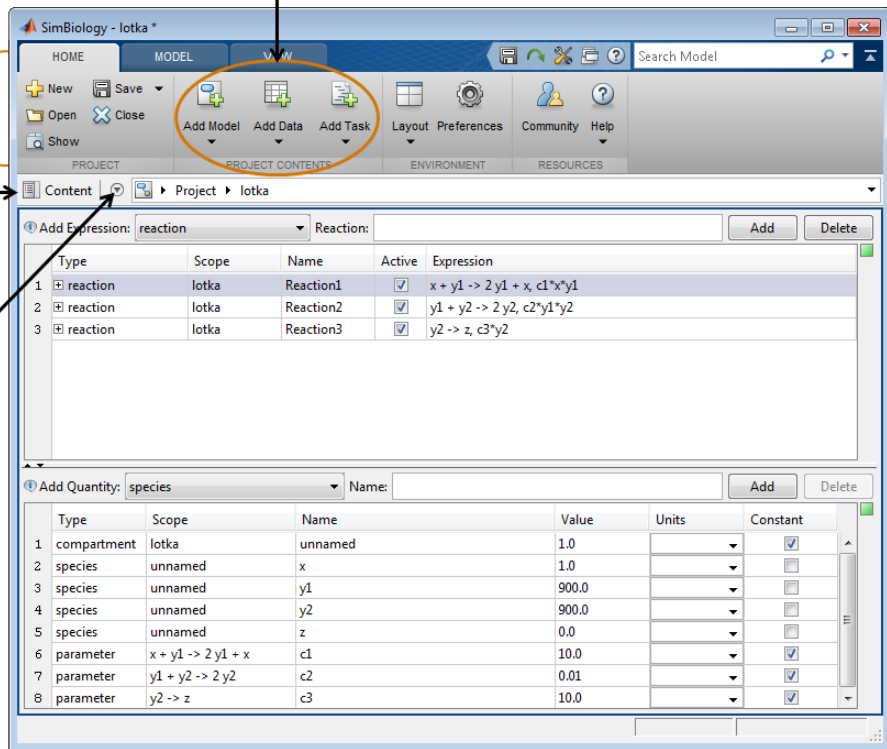 SimBiology - lotka *
HOME MODEL VIEW Search Model
New Save
Open Close
Show
Add Model Add Data Add Task Layout Preferences Community Help
PROJECT PROJECT CONTENTS ENVIRONMENT RESOURCES
Content Project lotka
Add Expression: reaction Reaction: Add Delete
Type Scope Name Active Expression
1 reaction lotka Reaction1 x + y1 -> 2 y1 + x, c1*x*y1
2 reaction lotka Reaction2 y1 + y2 -> 2 y2, c2*y1*y2
3 reaction lotka Reaction3 y2 -> z, c3*y2
Add Quantity: species Name: Add Delete
Type Scope Name Value Units Constant
1 compartment lotka unnamed 1.0
2 species unnamed x 1.0
3 species unnamed y1 900.0
4 species unnamed y2 900.0
5 species unnamed z 0.0
6 parameter x + y1 -> 2 y1 + x c1 10.0
7 parameter y1 + y2 -> 2 y2 c2 0.01
8 parameter y2 -> z c3 10.0